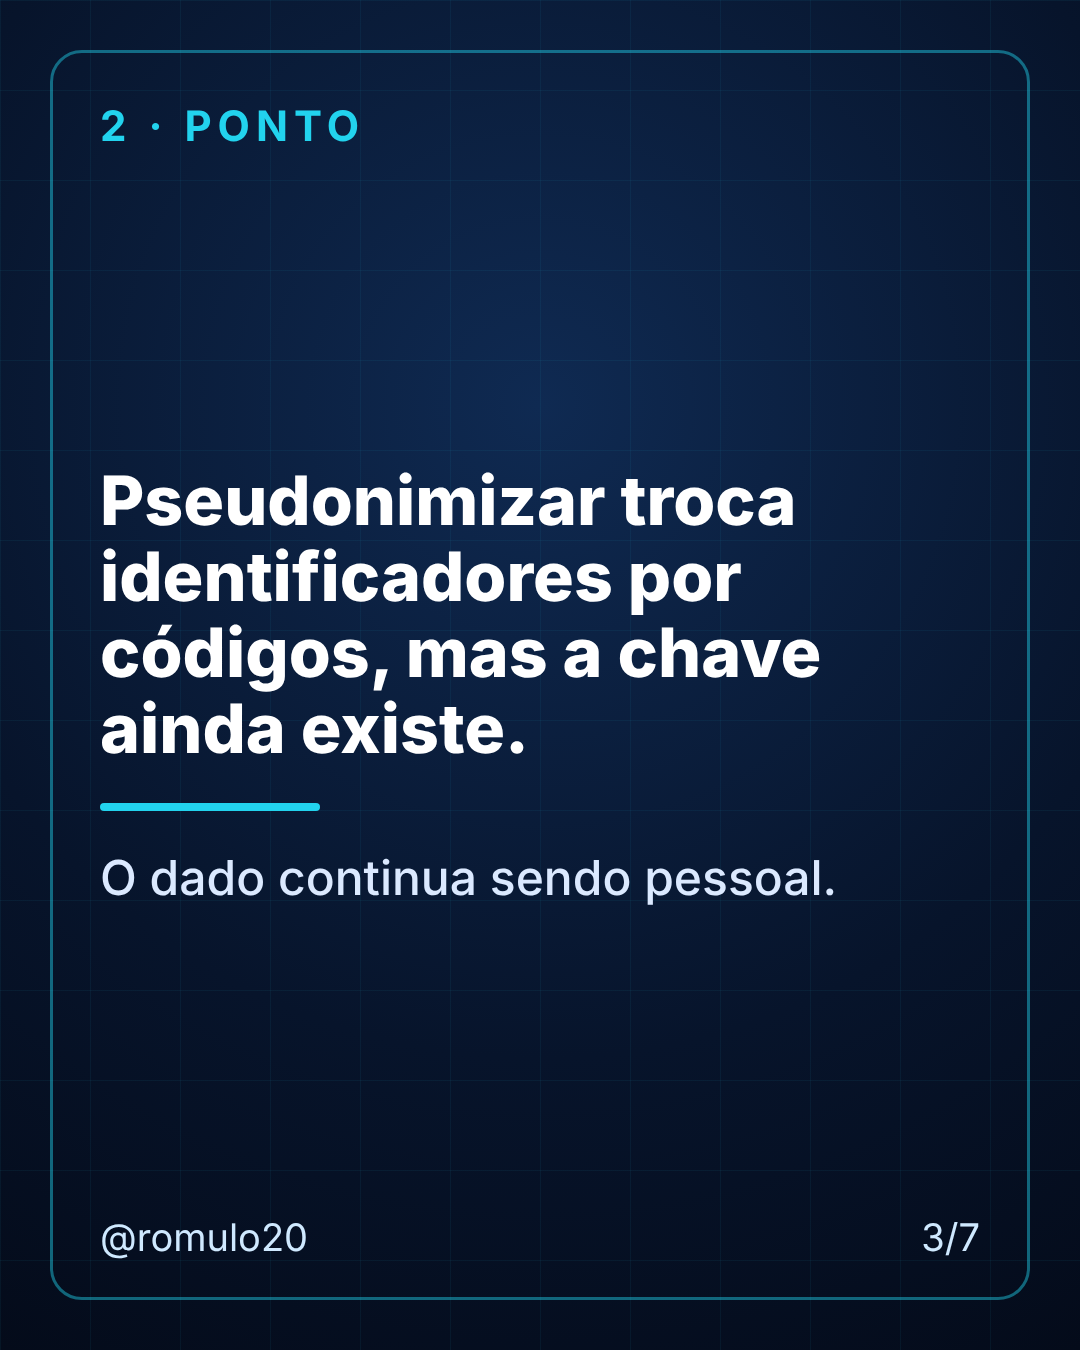 2 · PONTO
Pseudonimizar troca
identificadores por
códigos, mas a chave
ainda existe.
O dado continua sendo pessoal.
@romulo20
3/7